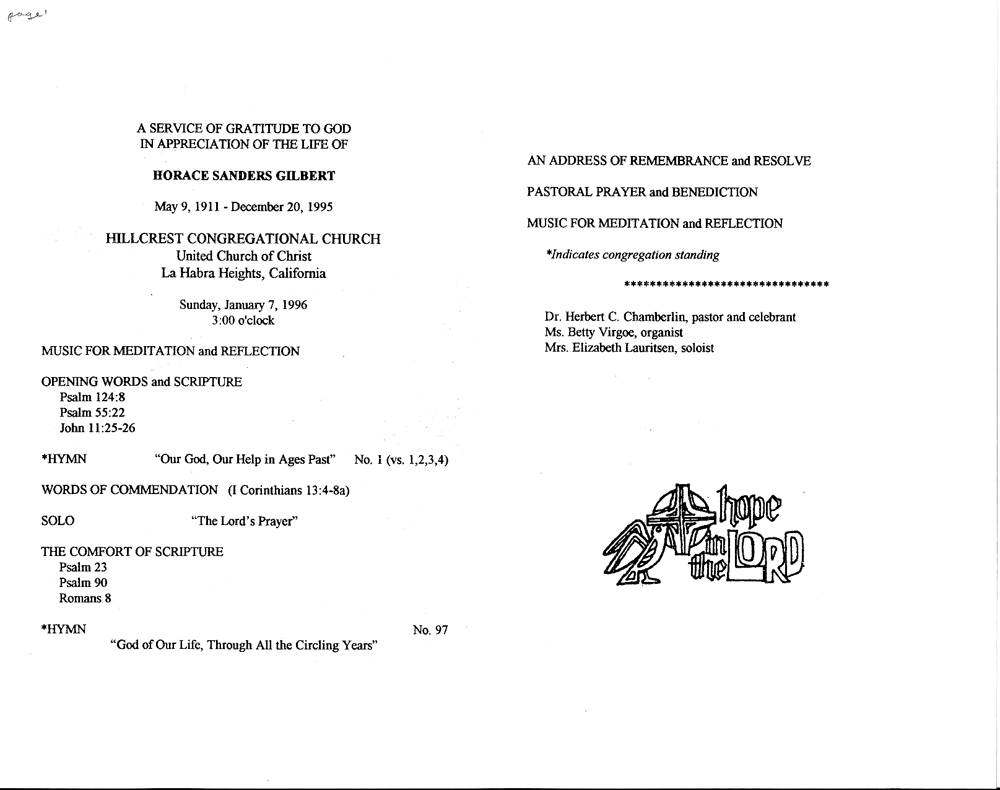 page 1
A SERVICE OF GRATITUDE TO GOD
IN APPRECIATION OF THE LIFE OF
HORACE SANDERS GILBERT
May 9, 1911 - December 20, 1995
HILLCREST CONGREGATIONAL CHURCH
United Church of Christ
La Habra Heights, California
Sunday, January 7, 1996
3:00 o'clock
MUSIC FOR MEDITATION and REFLECTION
OPENING WORDS and SCRIPTURE
Psalm 124:8
Psalm 55:22
John 11:25-26
*HYMN “Our God, Our Help in Ages Past” No. 1 (vs. 1,2,3,4)
WORDS OF COMMENDATION (I Corinthians 13:4-8a)
SOLO “The Lord’s Prayer”
THE COMFORT OF SCRIPTURE
Psalm 23
Psalm 90
Romans 8
*HYMN No. 97
“God of Our Life, Through All the Circling Years”
AN ADDRESS OF REMEMBRANCE and RESOLVE
PASTORAL PRAYER and BENEDICTION
MUSIC FOR MEDITATION and REFLECTION
*Indicates congregation standing
********************************
Dr. Herbert C. Chamberlin, pastor and celebrant
Ms. Betty Virgoe, organist
Mrs. Elizabeth Lauritsen, soloist
hope
in
the LORD